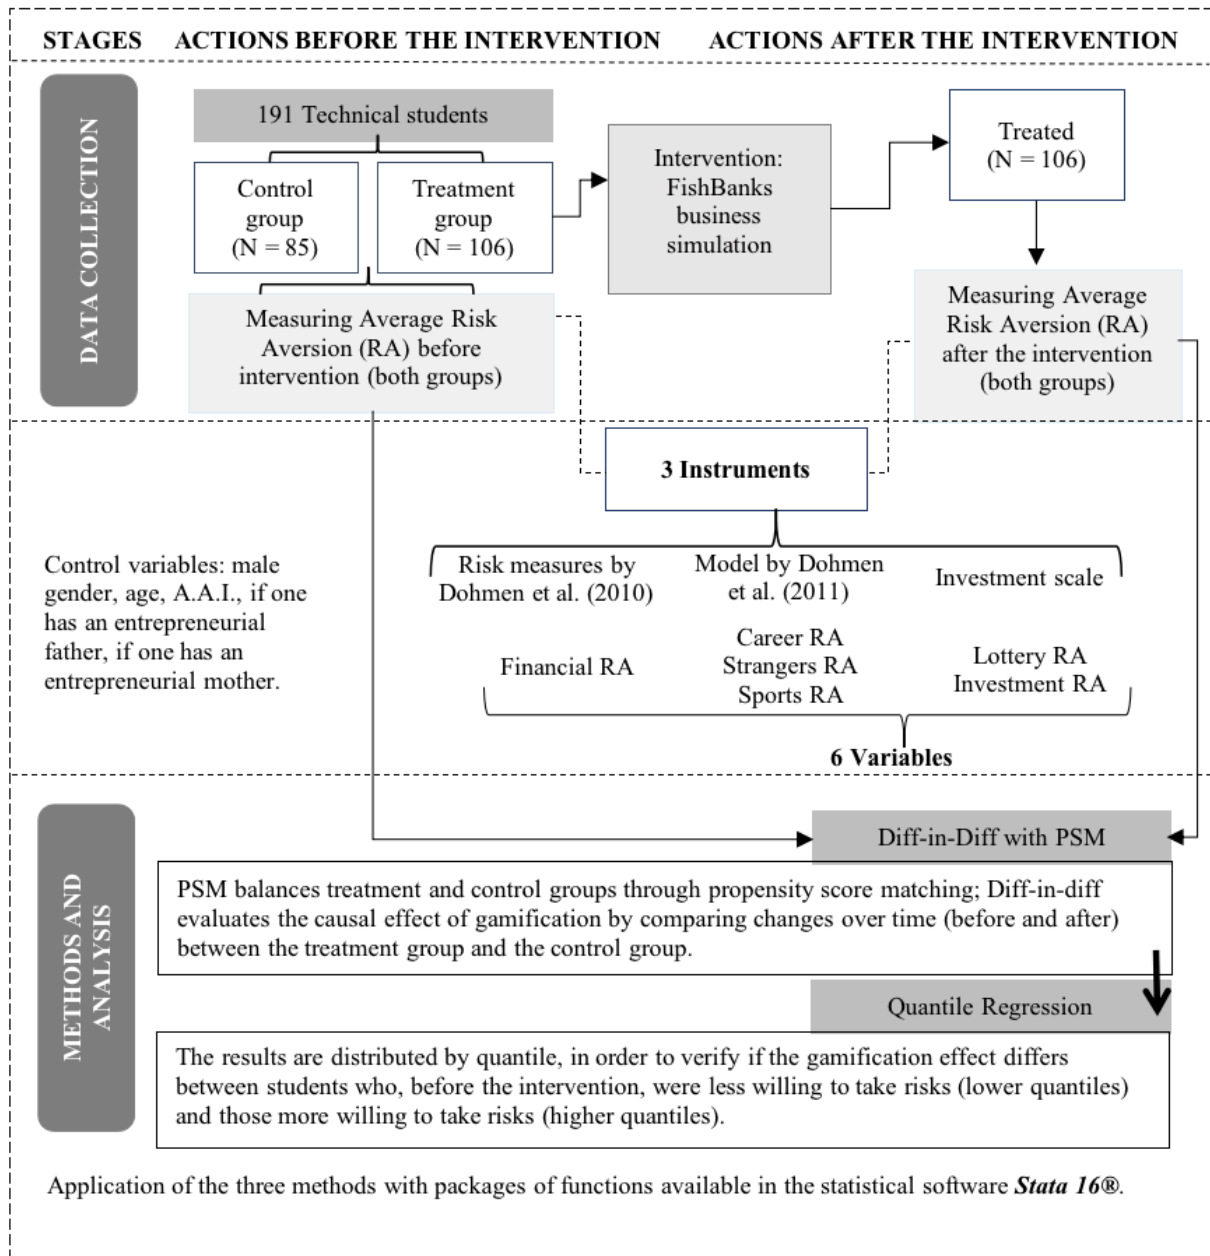 STAGES ACTIONS BEFORE THE INTERVENTION ACTIONS AFTER THE INTERVENTION
DATA COLLECTION
191 Technical students
Control
group
(N = 85)
Treatment
group
(N = 106)
Intervention:
FishBanks
business
simulation
Treated
(N = 106)
Measuring Average Risk
Aversion (RA) before
intervention (both groups)
Measuring Average
Risk Aversion (RA)
after the intervention
(both groups)
3 Instruments
Control variables: male
gender, age, A.A.I., if one
has an entrepreneurial
father, if one has an
entrepreneurial mother.
Risk measures by
Dohmen et al. (2010)
Model by Dohmen
et al. (2011)
Investment scale
Financial RA
Career RA
Strangers RA
Sports RA
Lottery RA
Investment RA
6 Variables
METHODS AND
ANALYSIS
Diff-in-Diff with PSM
PSM balances treatment and control groups through propensity score matching; Diff-in-diff
evaluates the causal effect of gamification by comparing changes over time (before and after)
between the treatment group and the control group.
Quantile Regression
The results are distributed by quantile, in order to verify if the gamification effect differs
between students who, before the intervention, were less willing to take risks (lower quantiles)
and those more willing to take risks (higher quantiles).
Application of the three methods with packages of functions available in the statistical software Stata 16®.